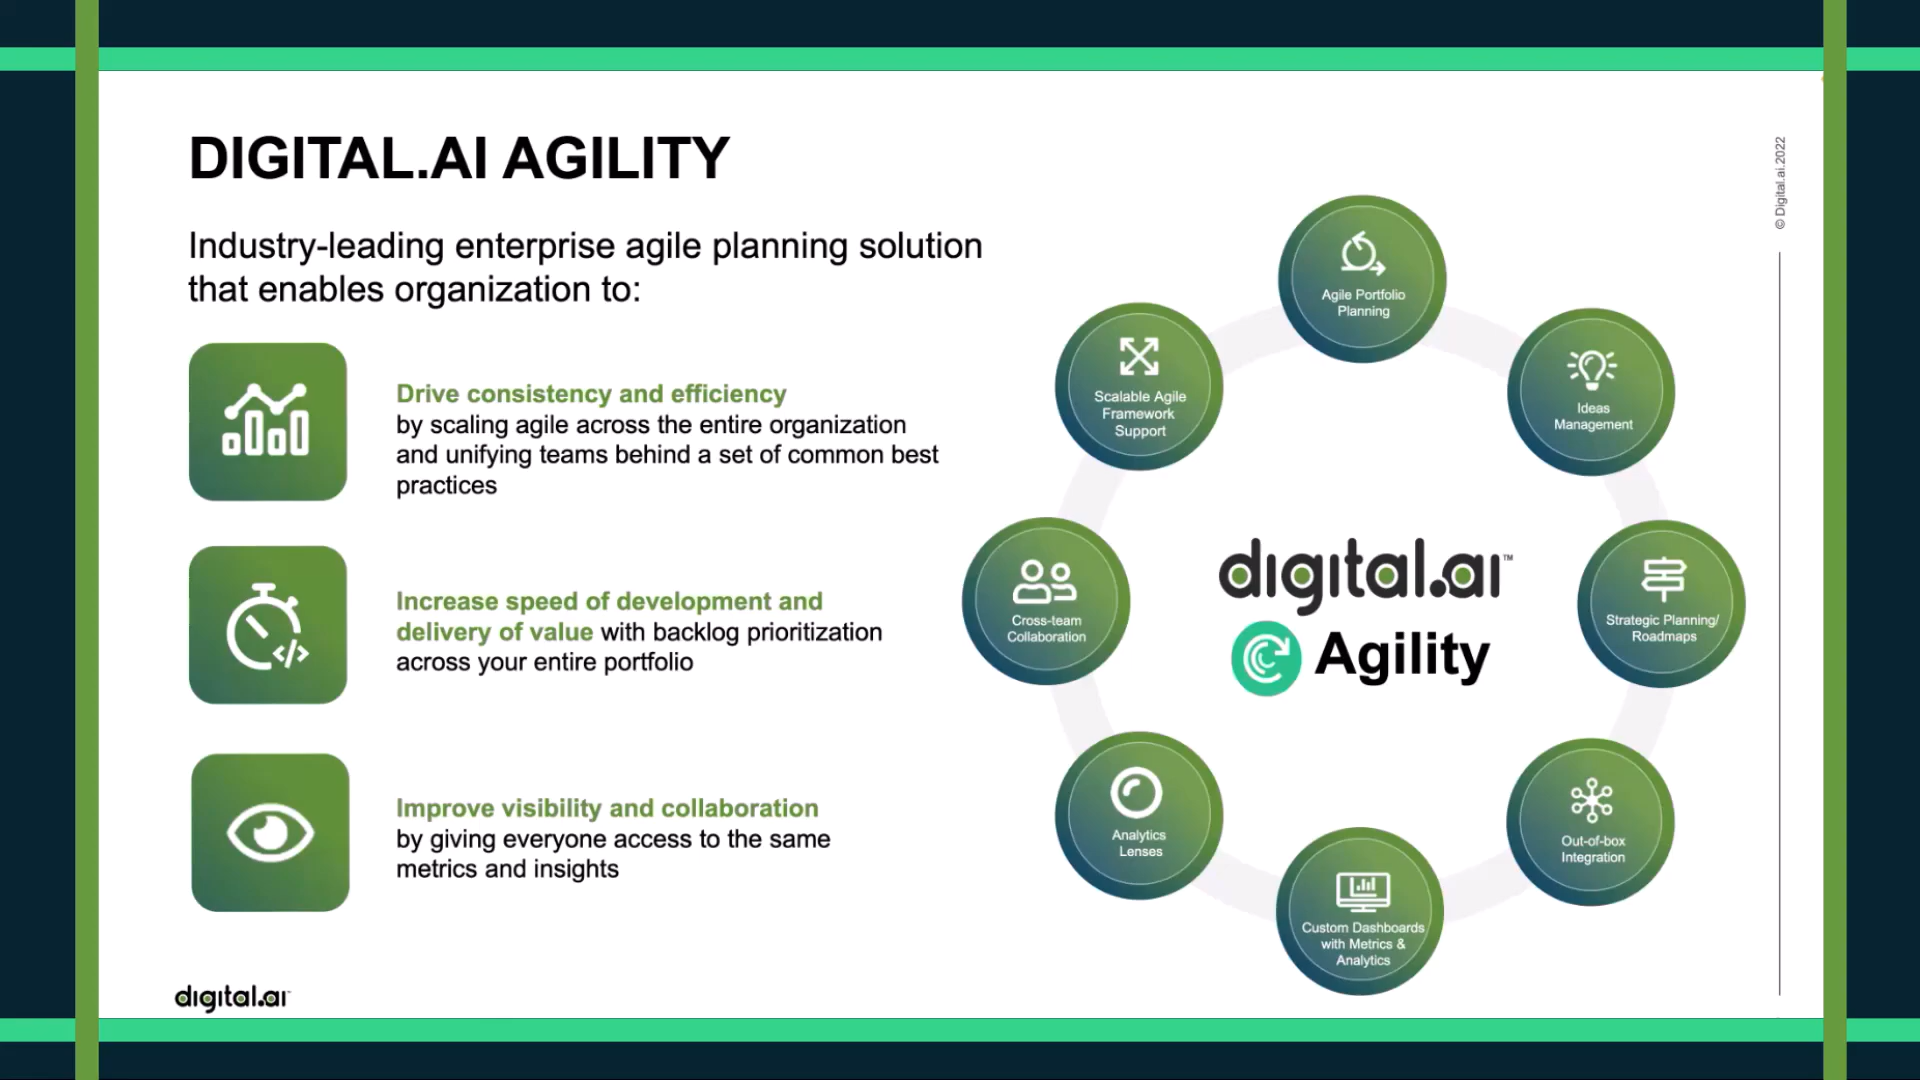 DIGITAL.AI AGILITY
Industry-leading enterprise agile planning solution
that enables organization to:
Drive consistency and efficiency
by scaling agile across the entire organization
and unifying teams behind a set of common best
practices
Increase speed of development and
delivery of value with backlog prioritization
across your entire portfolio
Improve visibility and collaboration
by giving everyone access to the same
metrics and insights
digital.ai
Agile Portfolio
Planning
Ideas
Management
Strategic Planning/
Roadmaps
Out-of-box
Integration
Custom Dashboards
with Metrics &
Analytics
Analytics
Lenses
Cross-team
Collaboration
Scalable Agile
Framework
Support
digital.ai™
Agility
© Digital.ai.2022